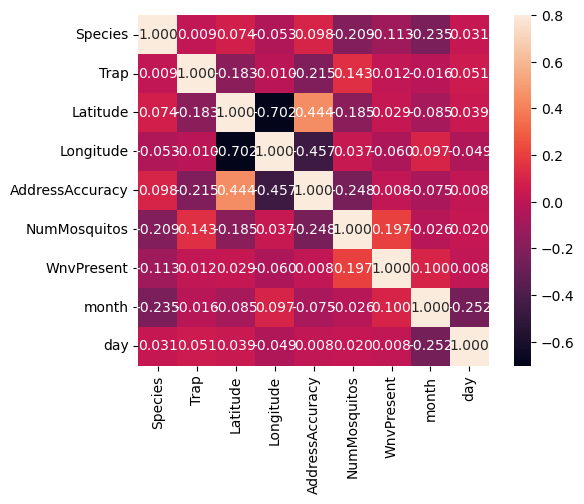 Species 1.000 0.009 0.074 -0.053 0.098 -0.209 -0.113 -0.235 0.031
Trap 0.009 1.000 -0.183 -0.010 -0.215 0.143 0.012 -0.016 0.051
Latitude 0.074 -0.183 1.000 -0.702 0.444 -0.185 0.029 -0.085 0.039
Longitude -0.053 -0.010 -0.702 1.000 -0.457 0.037 -0.060 0.097 -0.049
AddressAccuracy 0.098 -0.215 0.444 -0.457 1.000 -0.248 0.008 -0.075 0.008
NumMosquitos -0.209 0.143 -0.185 0.037 -0.248 1.000 0.197 -0.026 0.020
WnvPresent -0.113 0.012 0.029 -0.060 0.008 0.197 1.000 0.100 0.008
month -0.235 -0.016 -0.085 0.097 -0.075 -0.026 0.100 1.000 -0.252
day 0.031 0.051 0.039 -0.049 0.008 0.020 0.008 -0.252 1.000
Species
Trap
Latitude
Longitude
AddressAccuracy
NumMosquitos
WnvPresent
month
day
0.8
0.6
0.4
0.2
0.0
−0.2
−0.4
−0.6